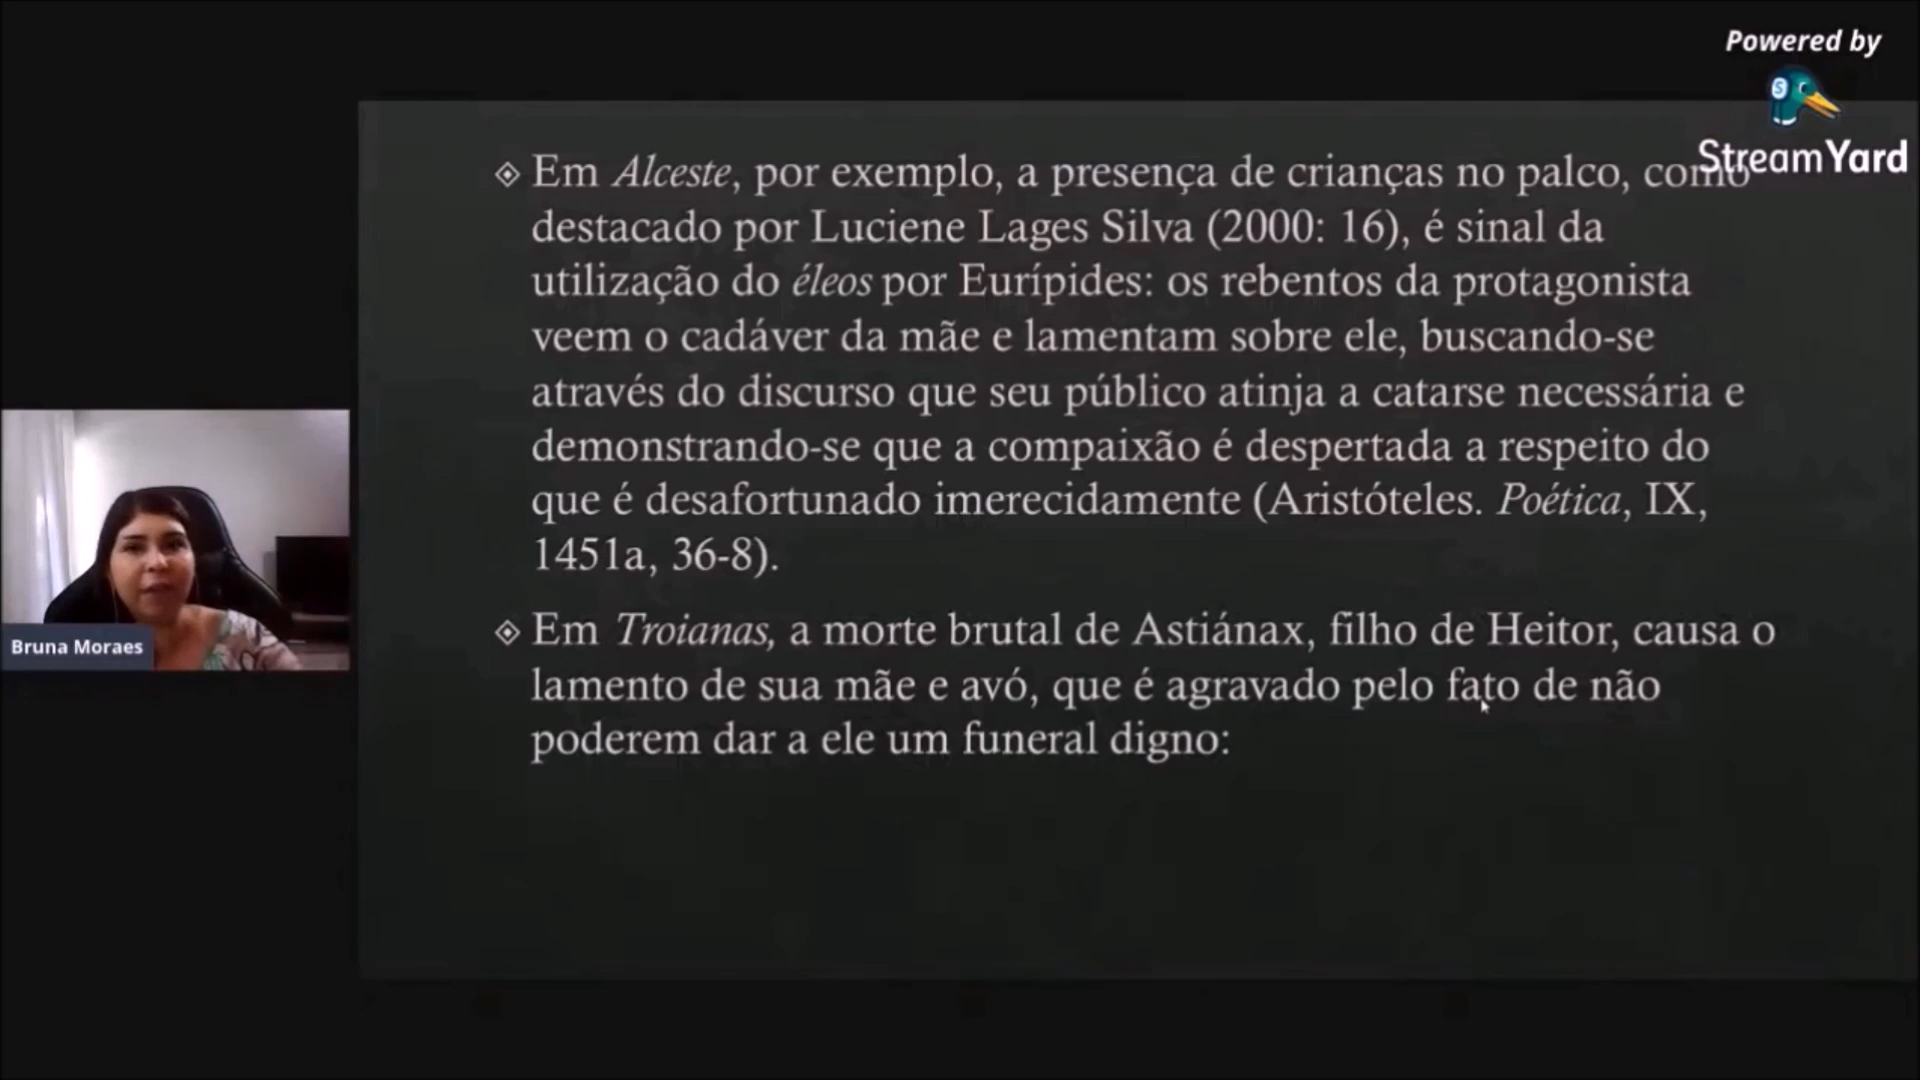 Powered by
StreamYard
Em Alceste, por exemplo, a presença de crianças no palco, como
destacado por Luciene Lages Silva (2000: 16), é sinal da
utilização do éleos por Eurípides: os rebentos da protagonista
veem o cadáver da mãe e lamentam sobre ele, buscando-se
através do discurso que seu público atinja a catarse necessária e
demonstrando-se que a compaixão é despertada a respeito do
que é desafortunado imerecidamente (Aristóteles. Poética, IX,
1451a, 36-8).
Em Troianas, a morte brutal de Astiánax, filho de Heitor, causa o
lamento de sua mãe e avó, que é agravado pelo fato de não
poderem dar a ele um funeral digno:
Bruna Moraes